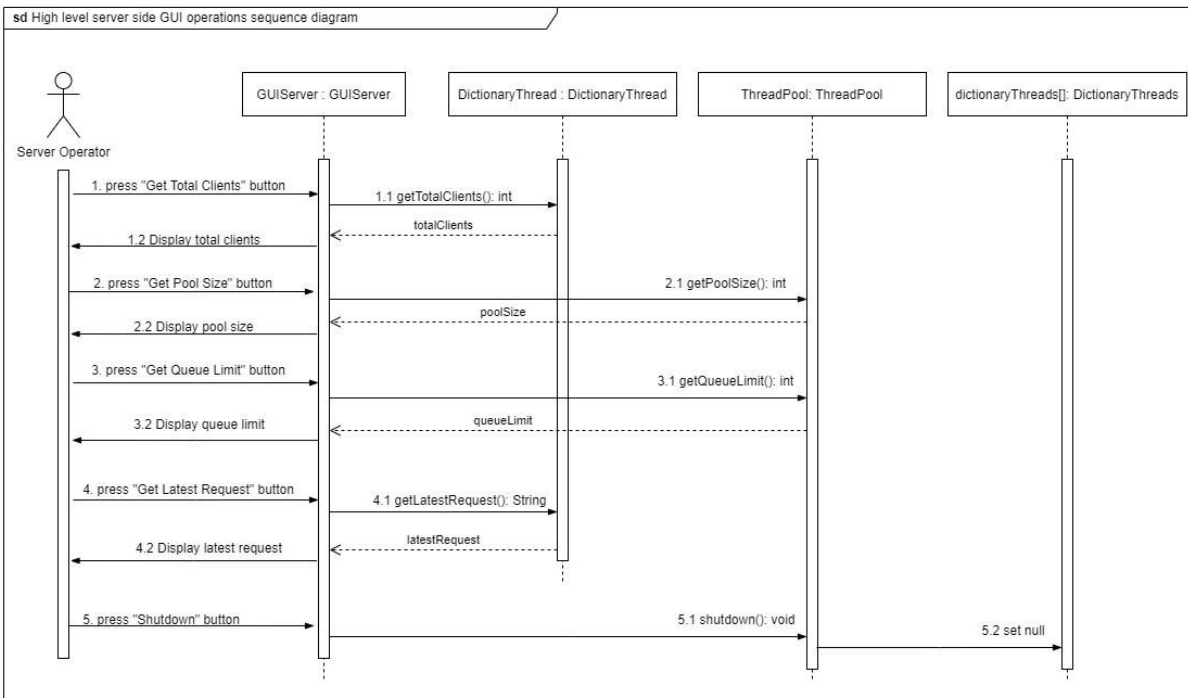 sd High level server side GUI operations sequence diagram
GUIServer : GUIServer
DictionaryThread : DictionaryThread
ThreadPool: ThreadPool
dictionaryThreads[]: DictionaryThreads
Server Operator
1. press "Get Total Clients" button
1.1 getTotalClients(): int
totalClients
1.2 Display total clients
2. press "Get Pool Size" button
2.1 getPoolSize(): int
poolSize
2.2 Display pool size
3. press "Get Queue Limit" button
3.1 getQueueLimit(): int
queueLimit
3.2 Display queue limit
4. press "Get Latest Request" button
4.1 getLatestRequest(): String
latestRequest
4.2 Display latest request
5. press "Shutdown" button
5.1 shutdown(): void
5.2 set null